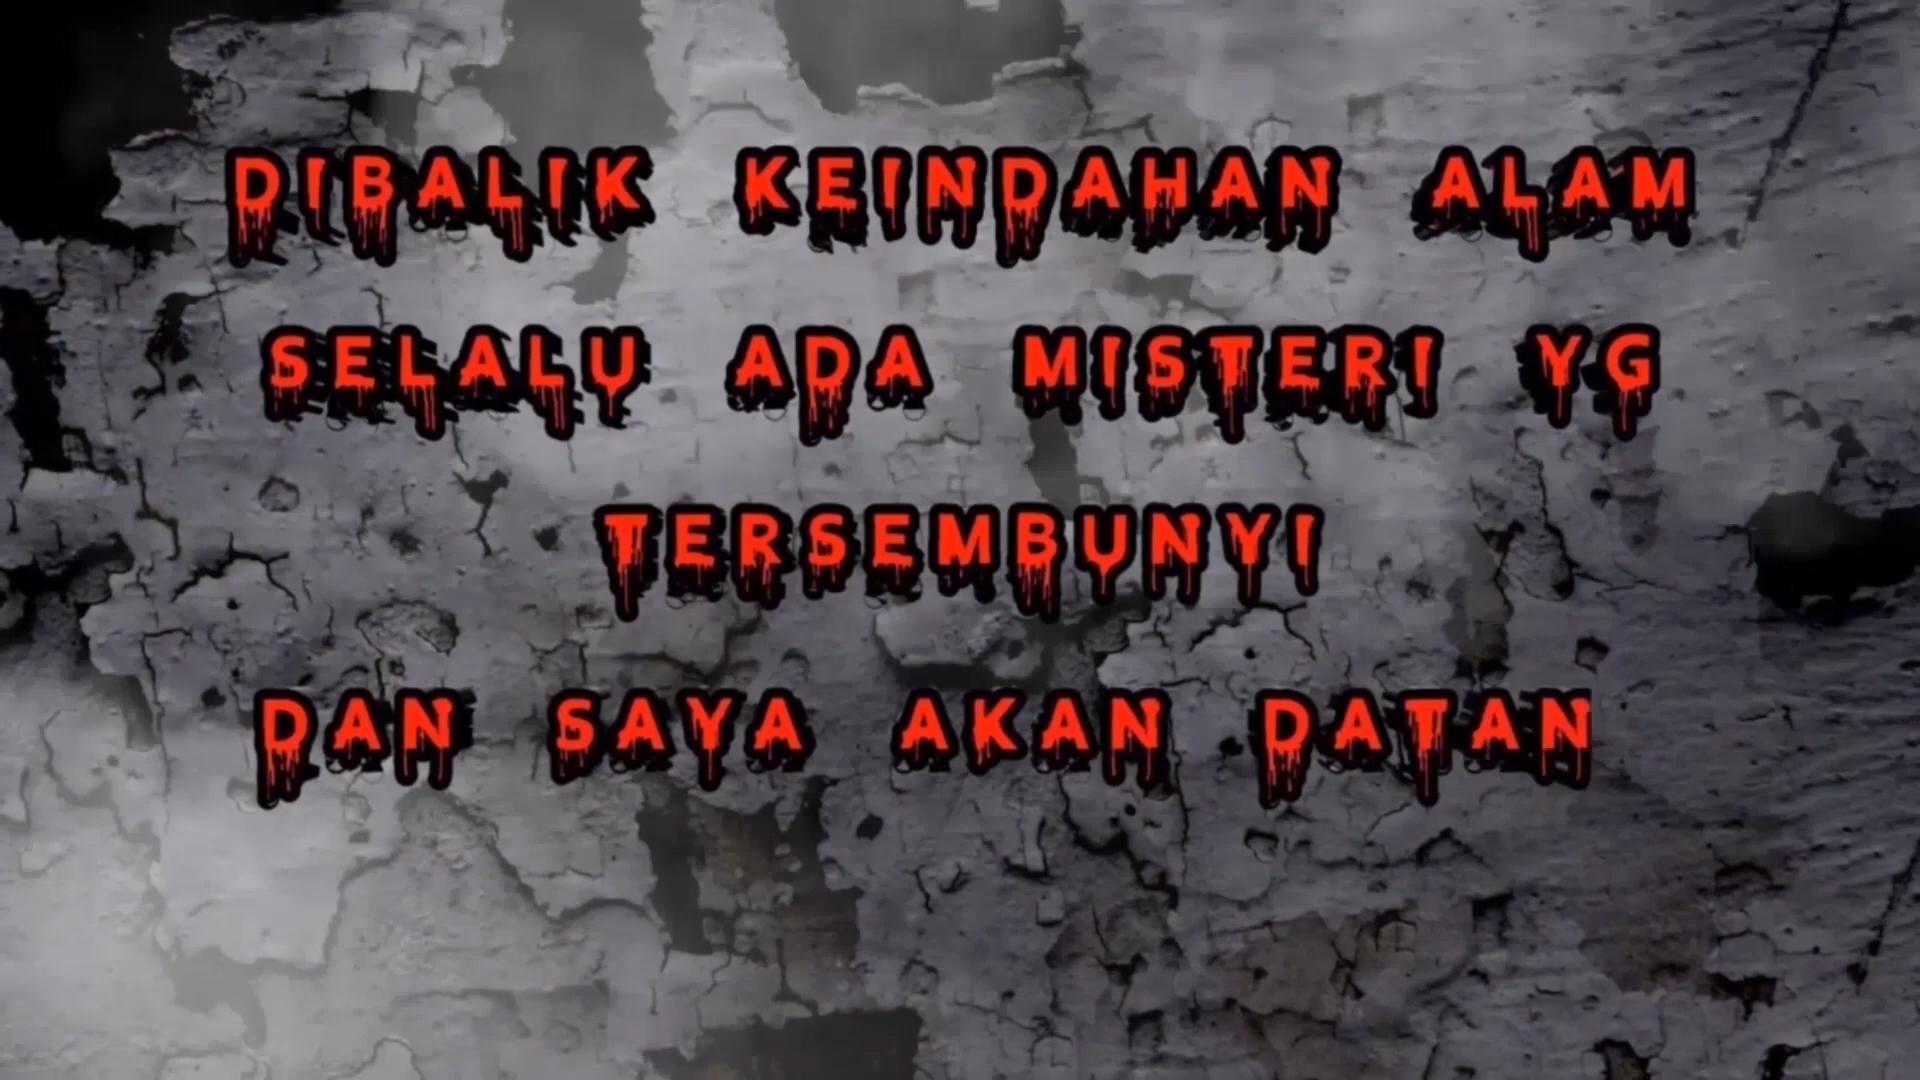 DIBALIK KEINDAHAN ALAM
SELALU ADA MISTERI YG
TERSEMBUNYI
DAN SAYA AKAN DATAN